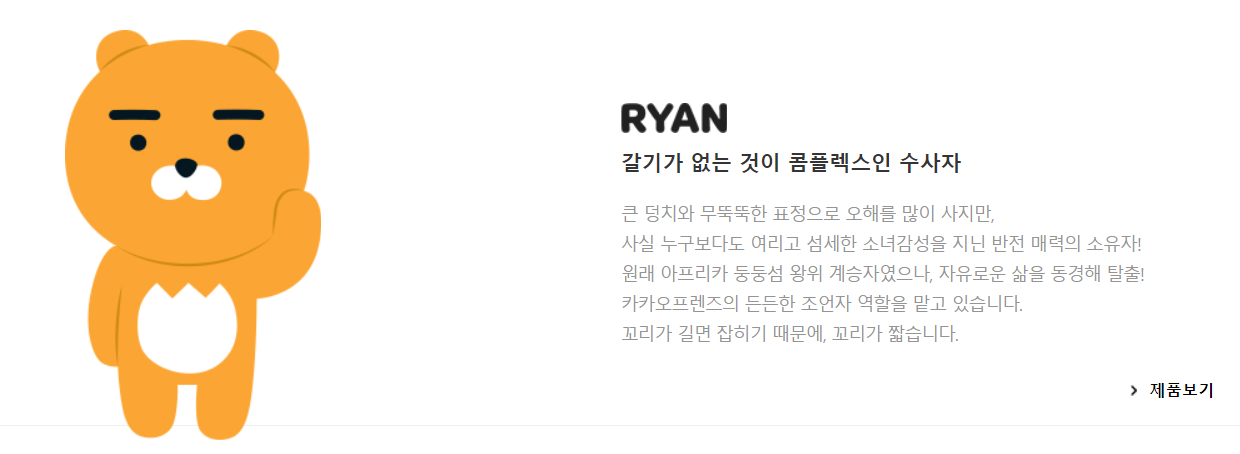 RYAN
갈기가 없는 것이 콤플렉스인 수사자
큰 덩치와 무뚝뚝한 표정으로 오해를 많이 사지만,
사실 누구보다도 여리고 섬세한 소녀감성을 지닌 반전 매력의 소유자!
원래 아프리카 둥둥섬 왕위 계승자였으나, 자유로운 삶을 동경해 탈출!
카카오프렌즈의 든든한 조언자 역할을 맡고 있습니다.
꼬리가 길면 잡히기 때문에, 꼬리가 짧습니다.
> 제품보기